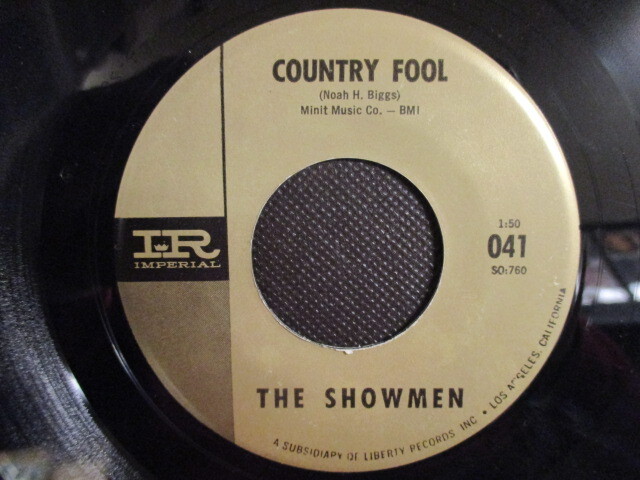 COUNTRY FOOL
(Noah H. Biggs)
Minit Music Co. — BMI
1:50
041
SO:760
IR
IMPERIAL
THE SHOWMEN
A SUBSIDIARY OF LIBERTY RECORDS, INC • LOS ANGELES, CALIFORNIA